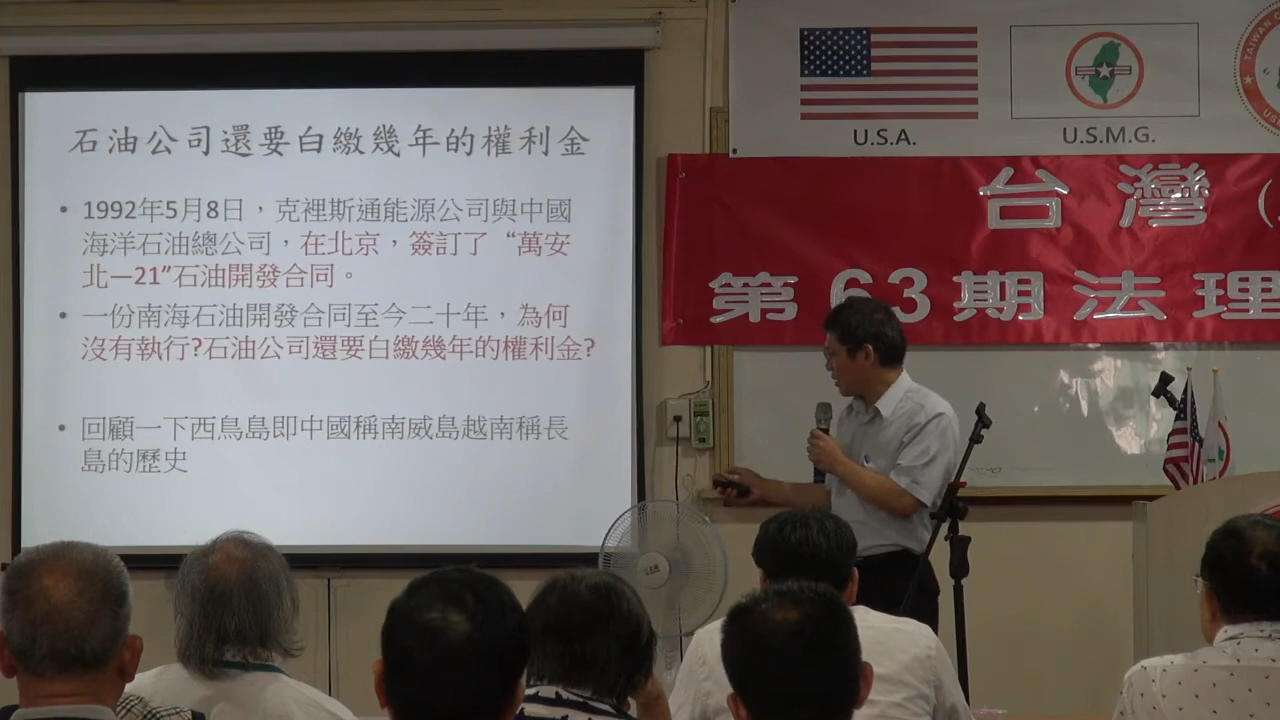 石油公司還要白繳幾年的權利金
• 1992年5月8日，克裡斯通能源公司與中國
海洋石油總公司，在北京，簽訂了“萬安
北—21”石油開發合同。
• 一份南海石油開發合同至今二十年，為何
沒有執行?石油公司還要白繳幾年的權利金?
• 回顧一下西鳥島即中國稱南威島越南稱長
島的歷史
U.S.A.
U.S.M.G.
TAIWAN
台灣（
第63期法理